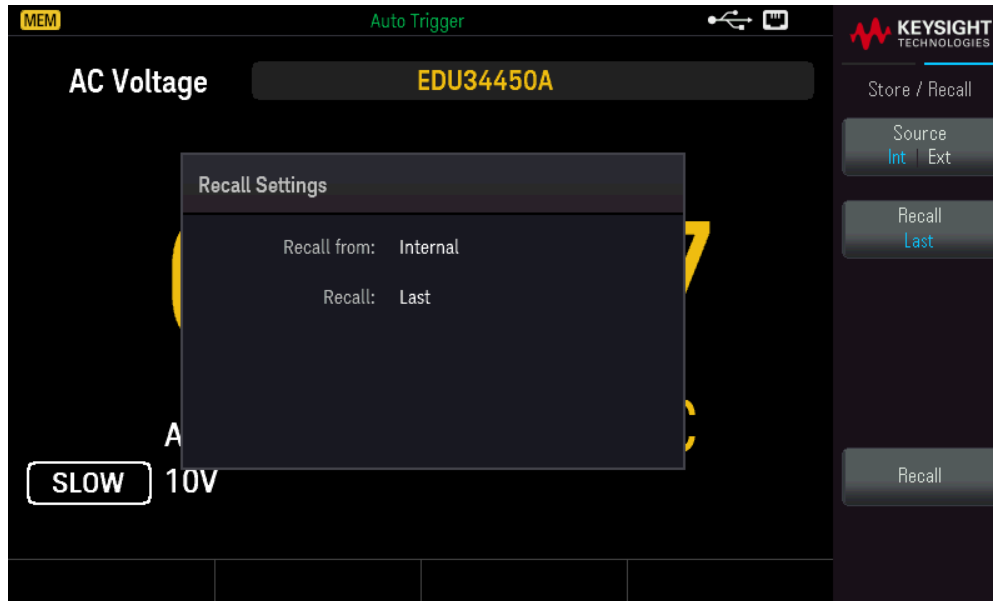 MEM
Auto Trigger
KEYSIGHT
TECHNOLOGIES
AC Voltage
EDU34450A
Store / Recall
Source
Int | Ext
Recall Settings
Recall
Last
Recall from: Internal
Recall: Last
7
A
C
SLOW
10V
Recall